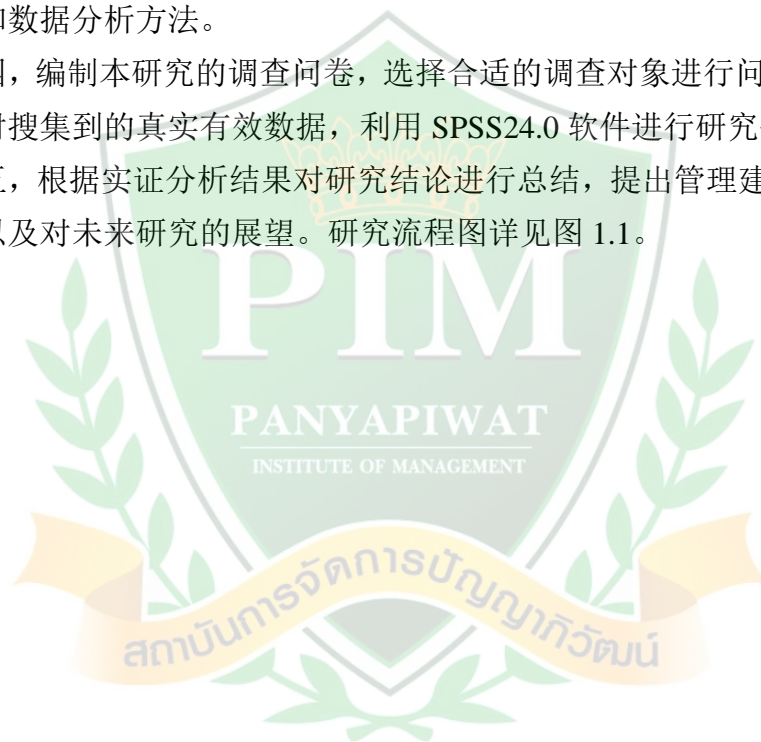 和数据分析方法。
，编制本研究的调查问卷，选择合适的调查对象进行问
对搜集到的真实有效数据，利用 SPSS24.0 软件进行研究
，根据实证分析结果对研究结论进行总结，提出管理建
以及对未来研究的展望。研究流程图详见图 1.1。
PIM
PANYAPIWAT
INSTITUTE OF MANAGEMENT
สถาบันการจัดการปัญญาภิวัฒน์